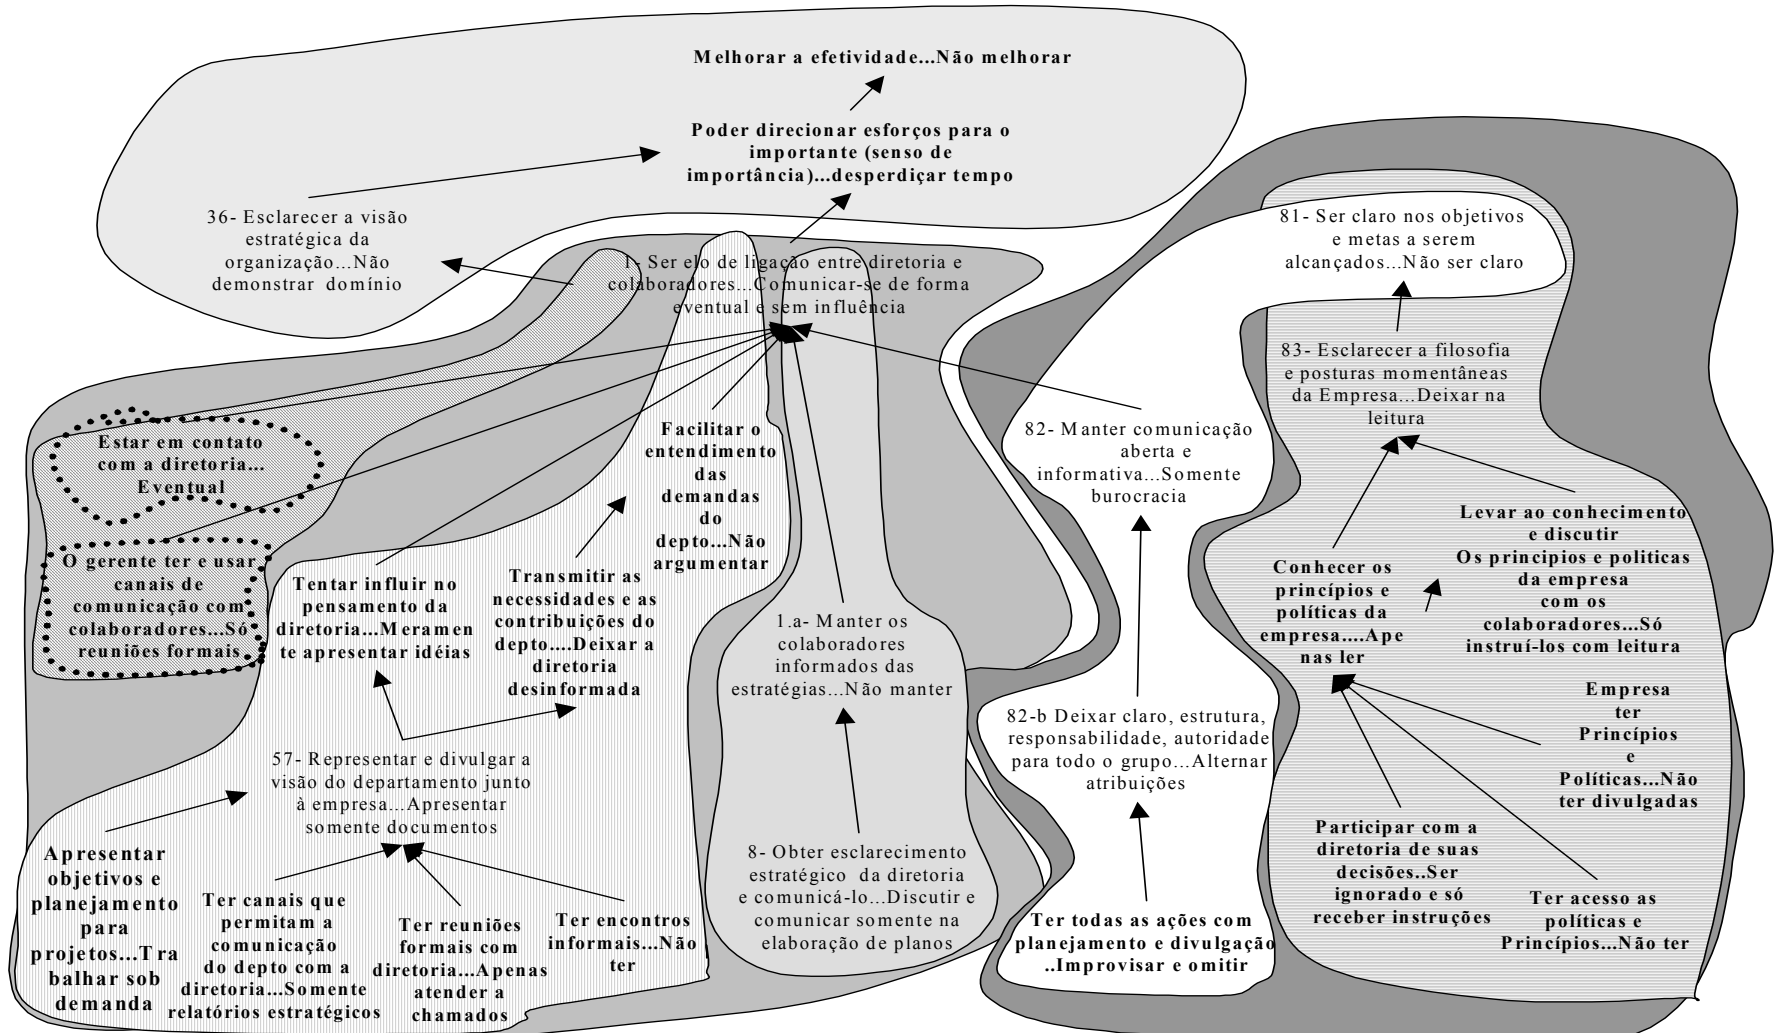 Melhorar a efetividade...Não melhorar
Poder direcionar esforços para o
importante (senso de
importância)...desperdiçar tempo
36- Esclarecer a visão
estratégica da
organização...Não
demonstrar domínio
1- Ser elo de ligação entre diretoria e
colaboradores...Comunicar-se de forma
eventual e sem influência
81- Ser claro nos objetivos
e metas a serem
alcançados...Não ser claro
83- Esclarecer a filosofia
e posturas momentâneas
da Empresa...Deixar na
leitura
Estar em contato
com a diretoria...
Eventual
Facilitar o
entendimento
das
demandas
do
depto...Não
argumentar
82- Manter comunicação
aberta e
informativa...Somente
burocracia
O gerente ter e usar
canais de
comunicação com
colaboradores...Só
reuniões formais
Tentar influir no
pensamento da
diretoria...Meramen
te apresentar idéias
Transmitir as
necessidades e as
contribuições do
depto....Deixar a
diretoria
desinformada
1.a- Manter os
colaboradores
informados das
estratégias...Não manter
Conhecer os
princípios e
políticas da
empresa....Ape
nas ler
Levar ao conhecimento
e discutir
Os principios e politicas
da empresa
com os
colaboradores...Só
instruí-los com leitura
Empresa
ter
Princípios
e
Políticas...Não
ter divulgadas
57- Representar e divulgar a
visão do departamento junto
à empresa...Apresentar
somente documentos
82-b Deixar claro, estrutura,
responsabilidade, autoridade
para todo o grupo...Alternar
atribuições
Apresentar
objetivos e
planejamento
para
projetos...Tra
balhar sob
demanda
Ter canais que
permitam a
comunicação
do depto com a
diretoria...Somente
relatórios estratégicos
Ter reuniões
formais com
diretoria...Apenas
atender a
chamados
Ter encontros
informais...Não
ter
8- Obter esclarecimento
estratégico da diretoria
e comunicá-lo...Discutir e
comunicar somente na
elaboração de planos
Ter todas as ações com
planejamento e divulgação
..Improvisar e omitir
Participar com a
diretoria de suas
decisões..Ser
ignorado e só
receber instruções
Ter acesso as
políticas e
Princípios...Não ter